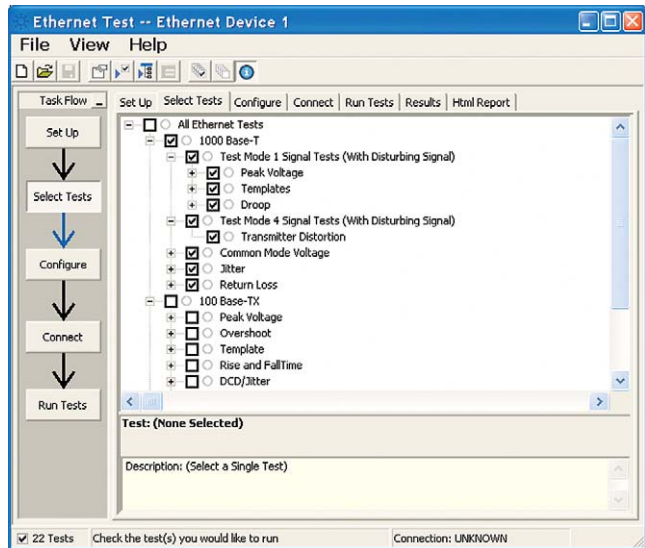 Ethernet Test -- Ethernet Device 1
File View Help
Task Flow
Set Up
Select Tests
Configure
Connect
Run Tests
Set Up Select Tests Configure Connect Run Tests Results Html Report
All Ethernet Tests
1000 Base-T
Test Mode 1 Signal Tests (With Disturbing Signal)
Peak Voltage
Templates
Droop
Test Mode 4 Signal Tests (With Disturbing Signal)
Transmitter Distortion
Common Mode Voltage
Jitter
Return Loss
100 Base-TX
Peak Voltage
Overshoot
Template
Rise and FallTime
DCD/Jitter
Test: (None Selected)
Description: (Select a Single Test)
22 Tests Check the test(s) you would like to run Connection: UNKNOWN